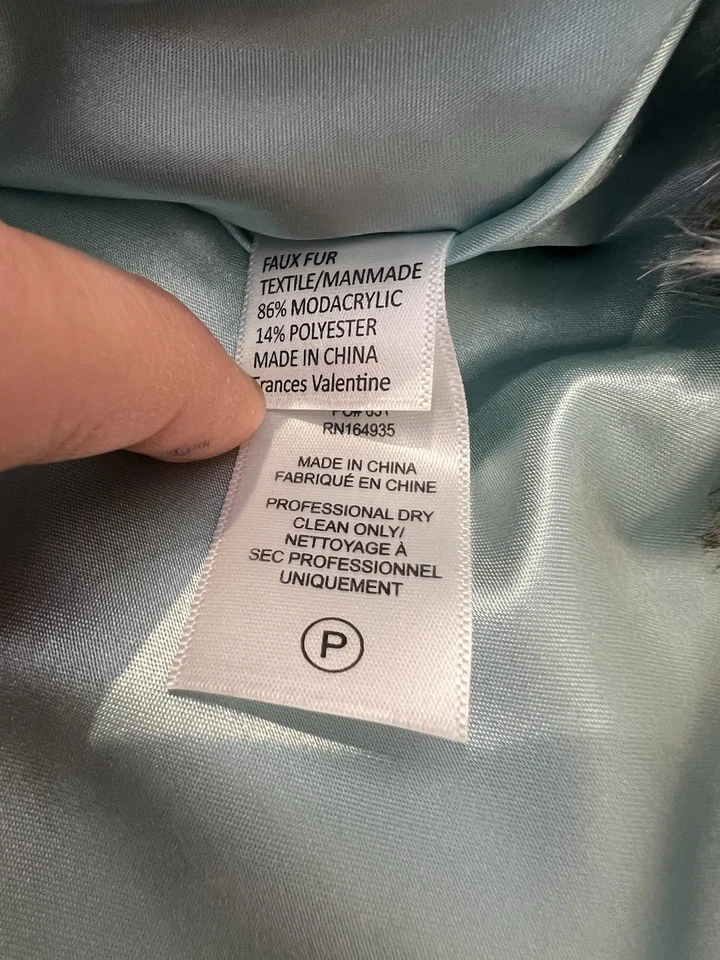 FAUX FUR
TEXTILE/MANMADE
86% MODACRYLIC
14% POLYESTER
MADE IN CHINA
Frances Valentine
RN164935
MADE IN CHINA
FABRIQUÉ EN CHINE
PROFESSIONAL DRY
CLEAN ONLY/
NETTOYAGE À
SEC PROFESSIONNEL
UNIQUEMENT
P